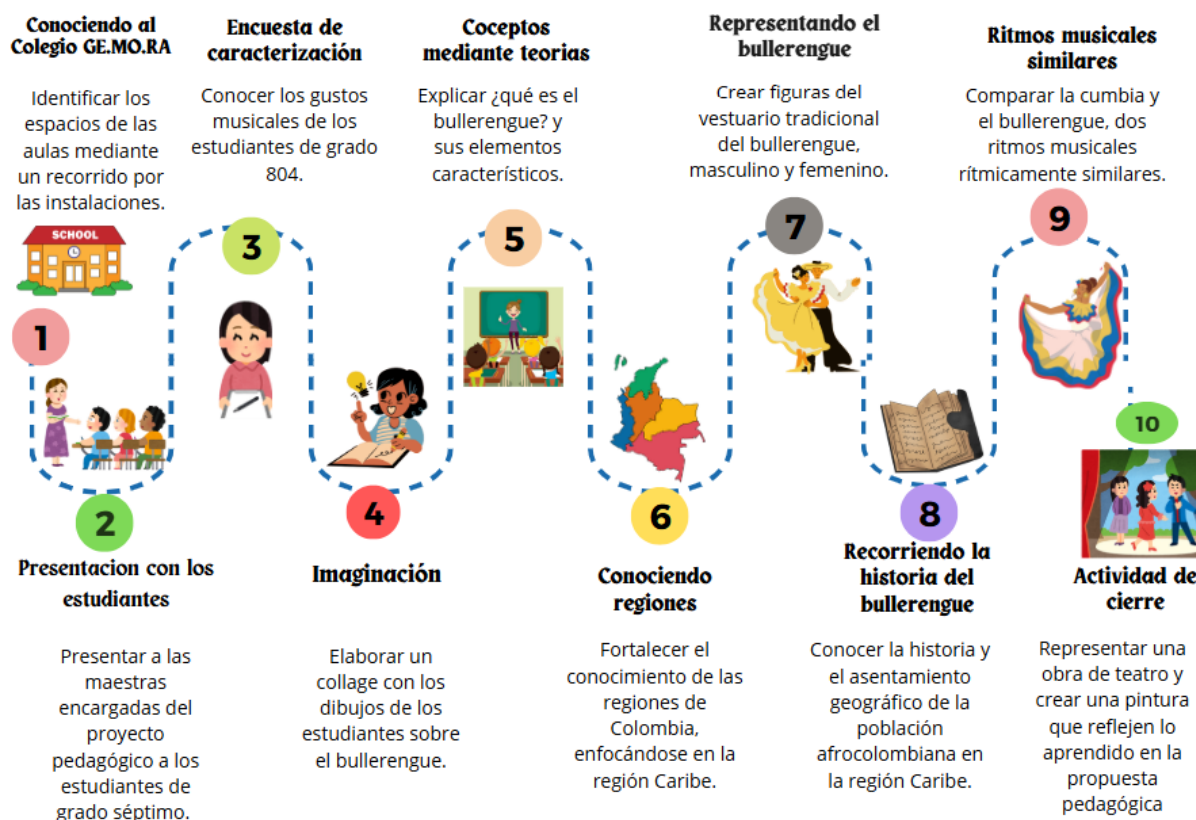 Conociendo al
Colegio GE.MO.RA
Identificar los
espacios de las
aulas mediante
un recorrido por
las instalaciones.
SCHOOL
1
2
Presentacion con los
estudiantes
Presentar a las
maestras
encargadas del
proyecto
pedagógico a los
estudiantes de
grado séptimo.
Encuesta de
caracterización
Conocer los gustos
musicales de los
estudiantes de grado
804.
3
4
Imaginación
Elaborar un
collage con los
dibujos de los
estudiantes sobre
el bullerengue.
Coceptos
mediante teorias
Explicar ¿qué es el
bullerengue? y
sus elementos
característicos.
5
6
Conociendo
regiones
Fortalecer el
conocimiento de las
regiones de
Colombia,
enfocándose en la
región Caribe.
Representando el
bullerengue
Crear figuras del
vestuario tradicional
del bullerengue,
masculino y femenino.
7
8
Recorriendo la
historia del
bullerengue
Conocer la historia y
el asentamiento
geográfico de la
población
afrocolombiana en
la región Caribe.
Ritmos musicales
similares
Comparar la cumbia y
el bullerengue, dos
ritmos musicales
rítmicamente similares.
9
10
Actividad de
cierre
Representar una
obra de teatro y
crear una pintura
que reflejen lo
aprendido en la
propuesta
pedagógica